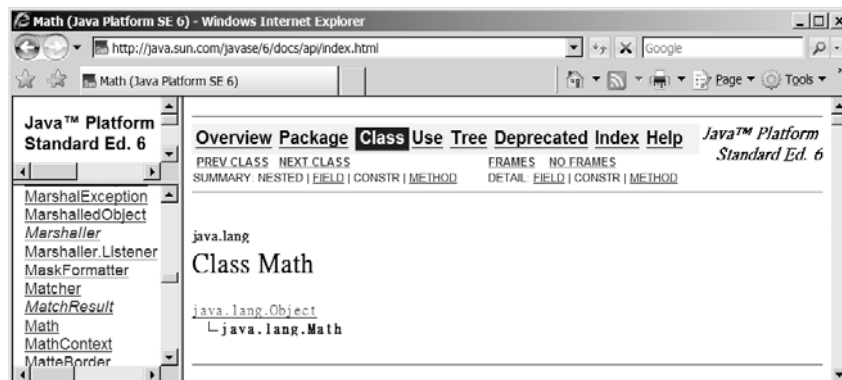 Math (Java Platform SE 6) - Windows Internet Explorer
http://java.sun.com/javase/6/docs/api/index.html
Google
Math (Java Platform SE 6)
Page
Tools
Java™ Platform
Standard Ed. 6
MarshalException
MarshalledObject
Marshaller
Marshaller.Listener
MaskFormatter
Matcher
MatchResult
Math
MathContext
MatteBorder
Overview Package Class Use Tree Deprecated Index Help
Java™ Platform
Standard Ed. 6
PREV CLASS NEXT CLASS
FRAMES NO FRAMES
SUMMARY: NESTED | FIELD | CONSTR | METHOD
DETAIL: FIELD | CONSTR | METHOD
java.lang
Class Math
java.lang.Object
java.lang.Math